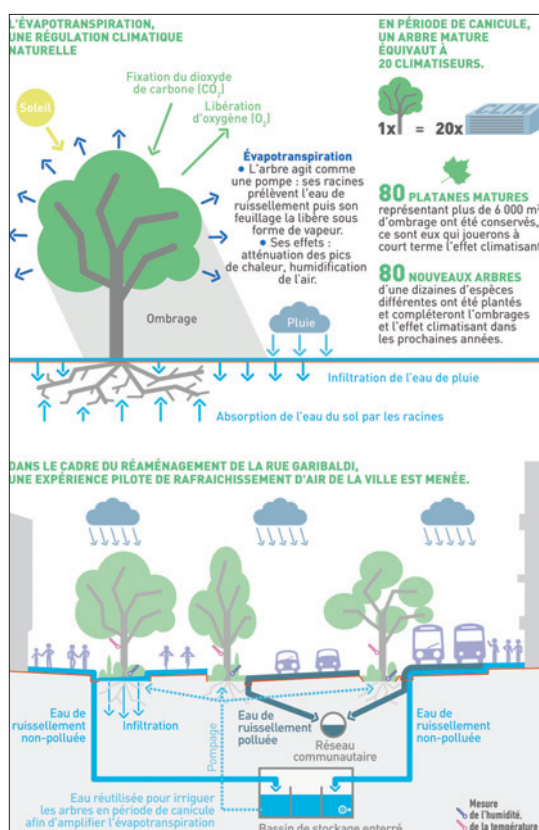 L'ÉVAPOTRANSPIRATION,
UNE RÉGULATION CLIMATIQUE
NATURELLE
Soleil
Fixation du dioxyde
de carbone (CO2)
Libération
d'oxygène (O2)
Évapotranspiration
• L'arbre agit comme
une pompe : ses racines
prélèvent l'eau de
ruissellement puis son
feuillage la libère sous
forme de vapeur.
• Ses effets :
atténuation des pics
de chaleur, humidification
de l'air.
Ombrage
Pluie
Infiltration de l'eau de pluie
Absorption de l'eau du sol par les racines
EN PÉRIODE DE CANICULE,
UN ARBRE MATURE
ÉQUIVAUT À
20 CLIMATISEURS.
1x = 20x
CLIM
80 PLATANES MATURES
représentant plus de 6 000 m²
d'ombrage ont été conservés,
ce sont eux qui jouerons à
court terme l'effet climatisant
80 NOUVEAUX ARBRES
d'une dizaines d'espèces
différentes ont été plantés
et compléteront l'ombrages
et l'effet climatisant dans
les prochaines années.
DANS LE CADRE DU RÉAMÉNAGEMENT DE LA RUE GARIBALDI,
UNE EXPÉRIENCE PILOTE DE RAFRAICHISSEMENT D'AIR DE LA VILLE EST MENÉE.
Eau de
ruissellement
non-polluée
Infiltration
Pompage
Eau de
ruissellement
polluée
Réseau
communautaire
Eau de
ruissellement
non-polluée
Eau réutilisée pour irriguer
les arbres en période de canicule
afin d'amplifier l'évapotranspiration
Bassin de stockage enterré
Mesure
de l'humidité,
de la température